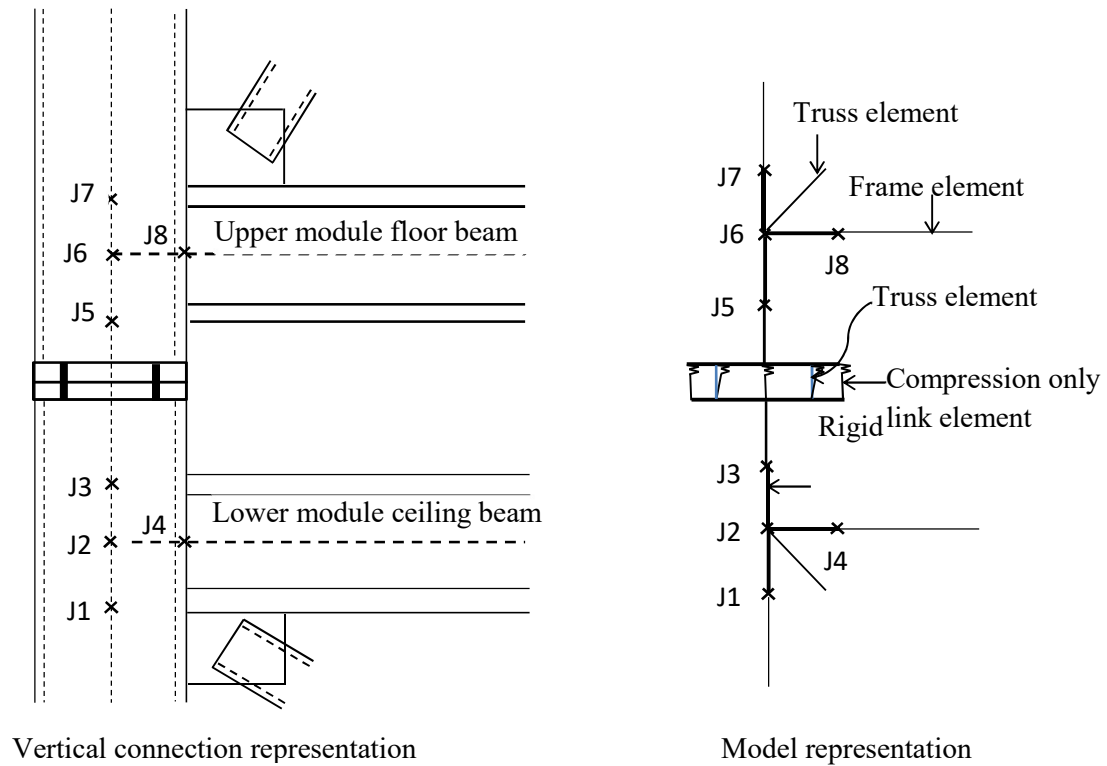 J7
J6
J8
Upper module floor beam
J5
J3
J4
Lower module ceiling beam
J2
J1
Vertical connection representation
Truss element
J7
Frame element
J6
J8
J5
Truss element
Compression only
link element
Rigid
J3
J2
J4
J1
Model representation